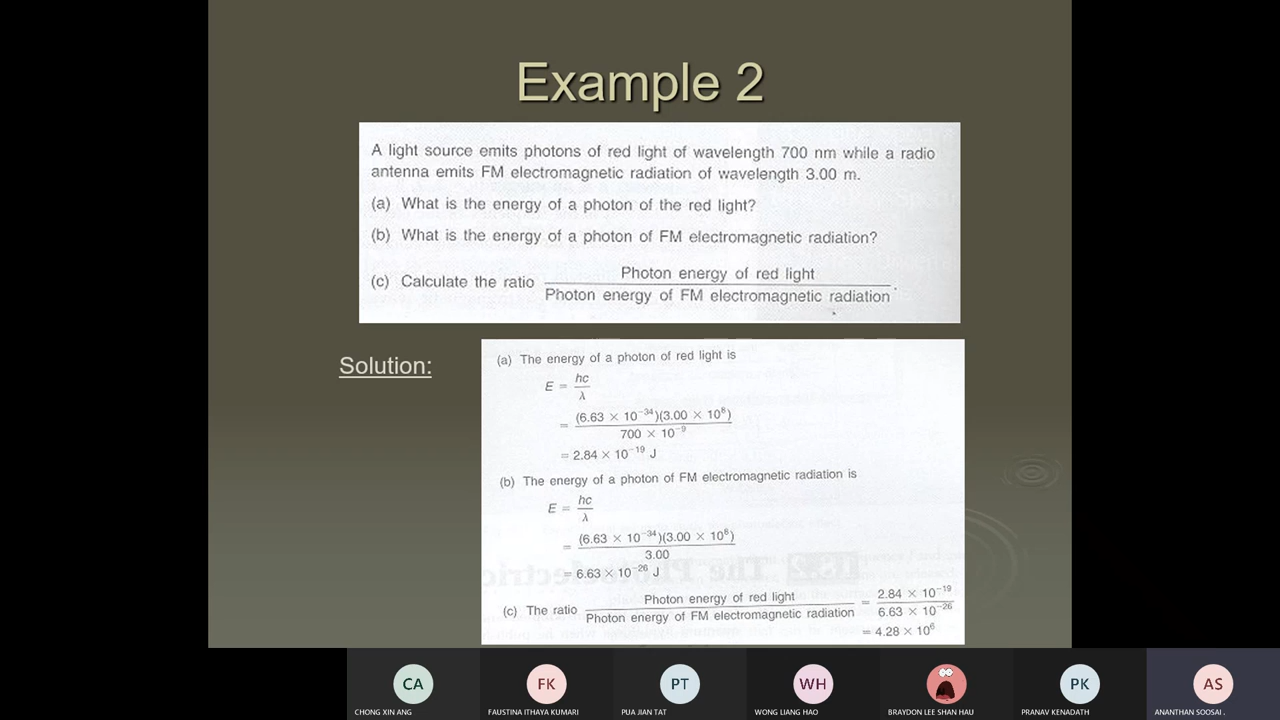 Example 2
A light source emits photons of red light of wavelength 700 nm while a radio
antenna emits FM electromagnetic radiation of wavelength 3.00 m.
(a) What is the energy of a photon of the red light?
(b) What is the energy of a photon of FM electromagnetic radiation?
(c) Calculate the ratio Photon energy of red light / Photon energy of FM electromagnetic radiation.
Solution:
(a) The energy of a photon of red light is
E = hc / λ
= (6.63 × 10⁻³⁴)(3.00 × 10⁸) / 700 × 10⁻⁹
= 2.84 × 10⁻¹⁹ J
(b) The energy of a photon of FM electromagnetic radiation is
E = hc / λ
= (6.63 × 10⁻³⁴)(3.00 × 10⁸) / 3.00
= 6.63 × 10⁻²⁶ J
(c) The ratio Photon energy of red light / Photon energy of FM electromagnetic radiation = 2.84 × 10⁻¹⁹ / 6.63 × 10⁻²⁶
= 4.28 × 10⁶
CA
FK
PT
WH
PK
AS
CHONG XIN ANG
FAUSTINA ITHAYA KUMARI
PUA JIAN TAT
WONG LIANG HAO
BRAYDON LEE SHAN HAU
PRANAV KENADATH
ANANTHAN SOOSAI .